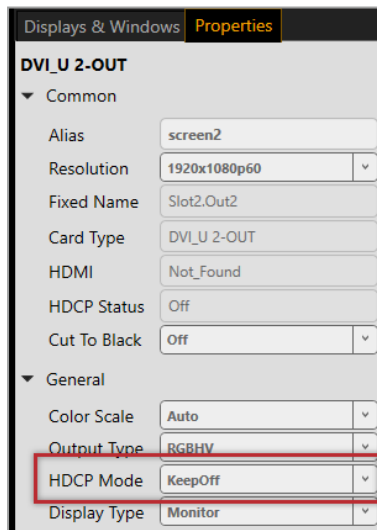 Displays & Windows Properties
DVI_U 2-OUT
Common
Alias screen2
Resolution 1920x1080p60
Fixed Name Slot2.Out2
Card Type DVI_U 2-OUT
HDMI Not_Found
HDCP Status Off
Cut To Black Off
General
Color Scale Auto
Output Type RGBHV
HDCP Mode KeepOff
Display Type Monitor